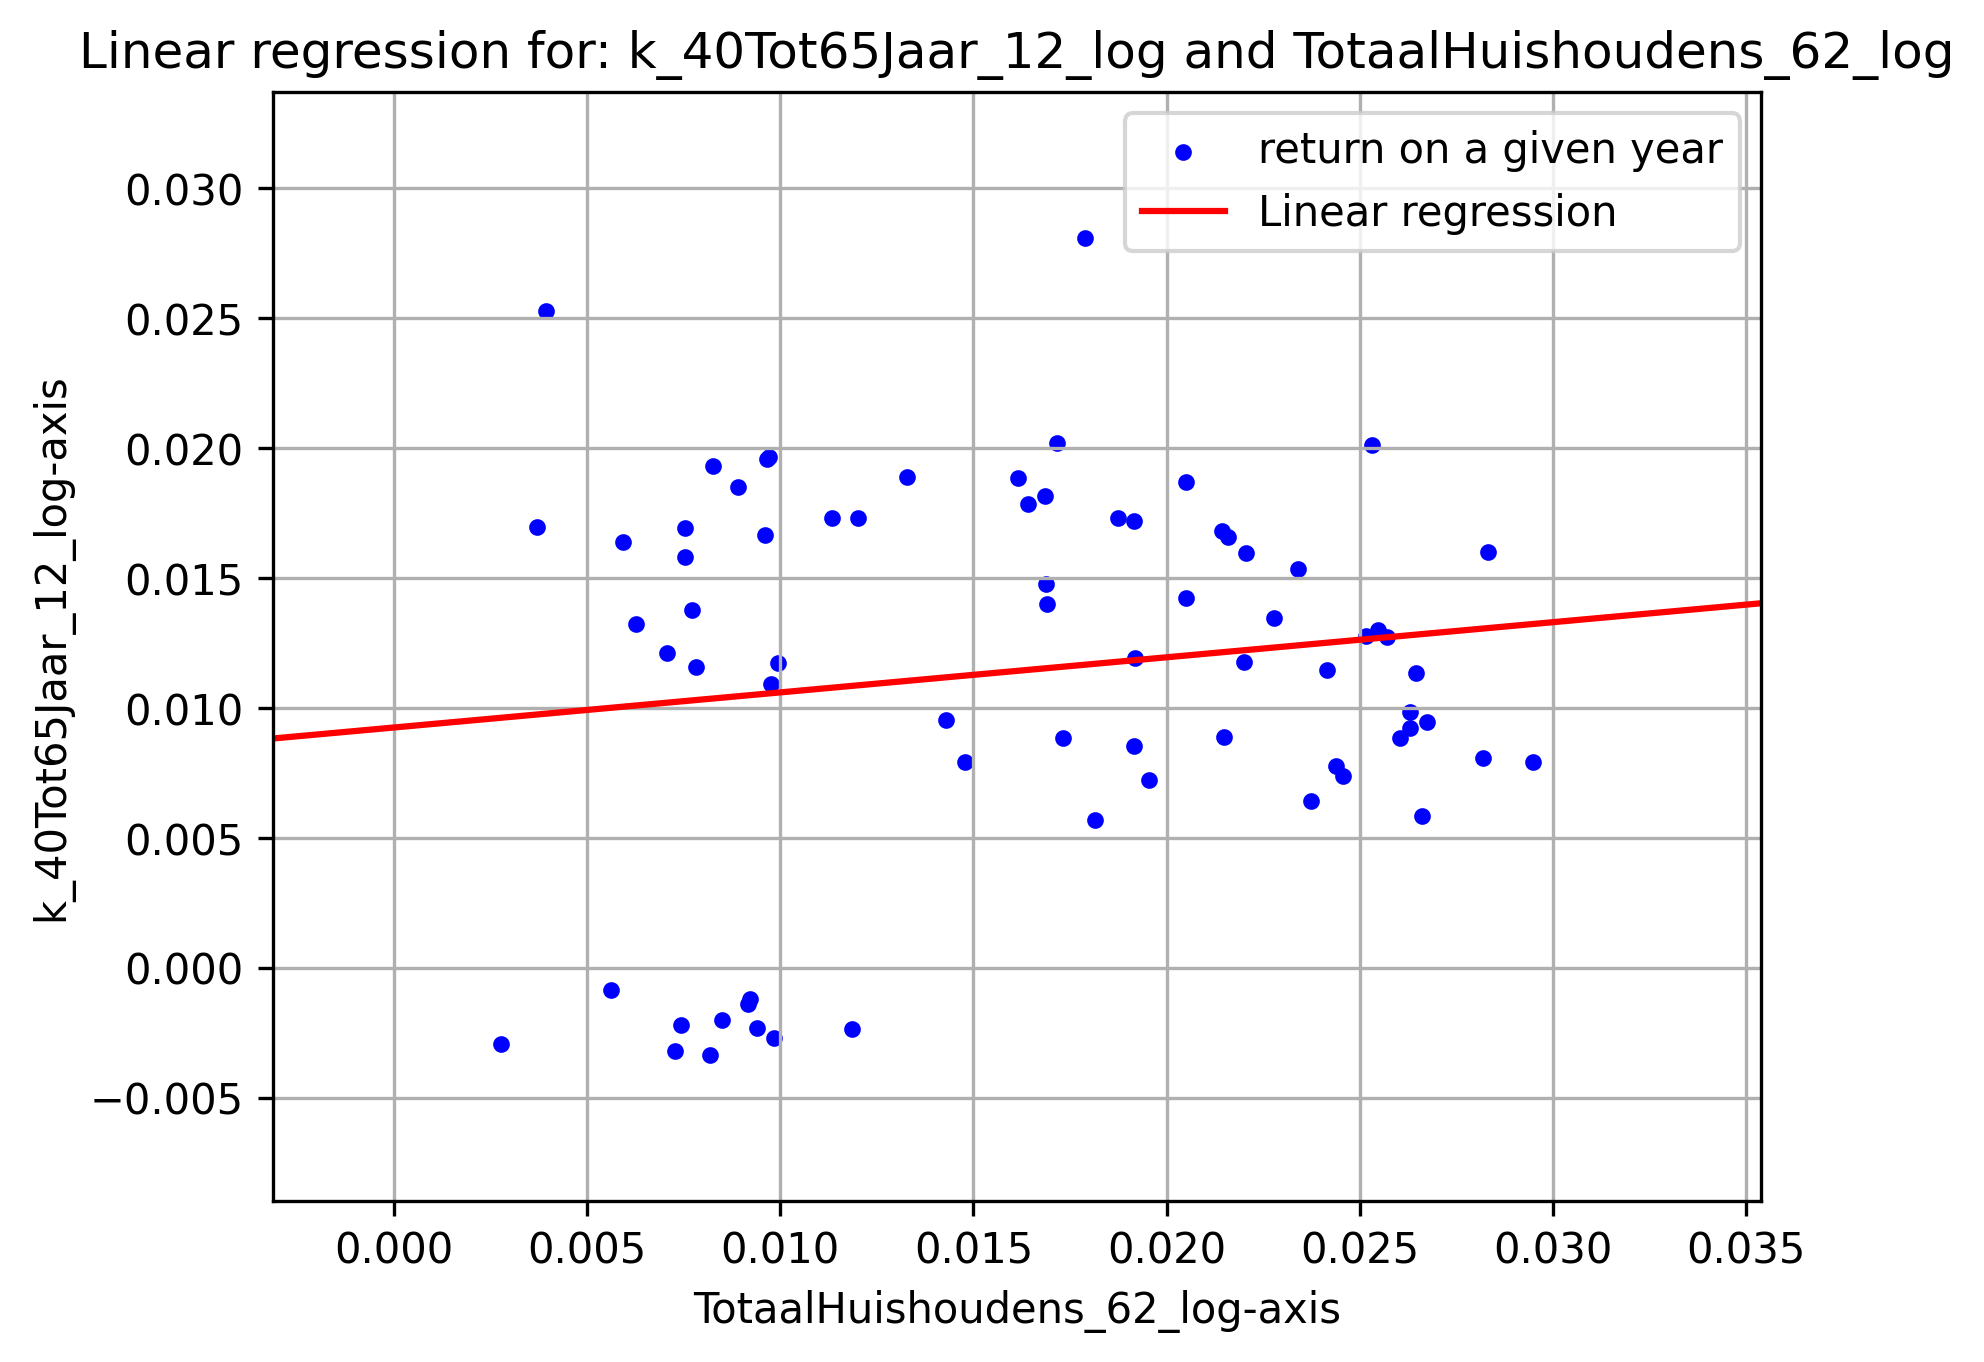 Linear regression for: k_40Tot65Jaar_12_log and TotaalHuishoudens_62_log
return on a given year
Linear regression
0.030
0.025
0.020
0.015
0.010
0.005
0.000
−0.005
k_40Tot65Jaar_12_log-axis
0.000 0.005 0.010 0.015 0.020 0.025 0.030 0.035
TotaalHuishoudens_62_log-axis